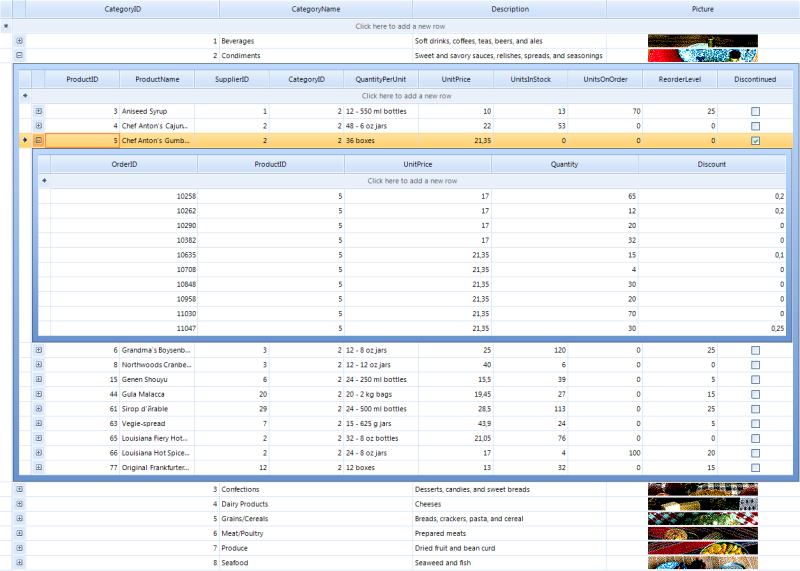 CategoryID CategoryName Description Picture
Click here to add a new row
1 Beverages Soft drinks, coffees, teas, beers, and ales
2 Condiments Sweet and savory sauces, relishes, spreads, and seasonings
ProductID ProductName SupplierID CategoryID QuantityPerUnit UnitPrice UnitsInStock UnitsOnOrder ReorderLevel Discontinued
Click here to add a new row
3 Aniseed Syrup 1 2 12 - 550 ml bottles 10 13 70 25
4 Chef Anton's Cajun... 2 2 48 - 6 oz jars 22 53 0 0
5 Chef Anton's Gumb... 2 2 36 boxes 21,35 0 0 0
OrderID ProductID UnitPrice Quantity Discount
Click here to add a new row
10258 5 17 65 0,2
10262 5 17 12 0,2
10290 5 17 20 0
10382 5 17 32 0
10635 5 21,35 15 0,1
10708 5 21,35 4 0
10848 5 21,35 30 0
10958 5 21,35 20 0
11030 5 21,35 70 0
11047 5 21,35 30 0,25
6 Grandma's Boysenb... 3 2 12 - 8 oz jars 25 120 0 25
8 Northwoods Cranbe... 3 2 12 - 12 oz jars 40 6 0 0
15 Genen Shouyu 6 2 24 - 250 ml bottles 15,5 39 0 5
44 Gula Malacca 20 2 20 - 2 kg bags 19,45 27 0 15
61 29 2 24 - 500 ml bottles 28,5 113 0 25
63 Vegie-spread 7 2 15 - 625 g jars 43,9 24 0 5
65 Louisiana Fiery Hot... 2 2 32 - 8 oz bottles 21,05 76 0 0
66 Louisiana Hot Spice... 2 2 24 - 8 oz jars 17 4 100 20
77 Original Frankfurter... 12 2 12 boxes 13 32 0 15
3 Confections Desserts, candies, and sweet breads
4 Dairy Products Cheeses
5 Grains/Cereals Breads, crackers, pasta, and cereal
6 Meat/Poultry Prepared meats
7 Produce Dried fruit and bean curd
8 Seafood Seaweed and fish